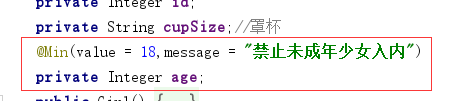 private Integer id;
private String cupSize;//罩杯
@Min(value = 18,message = "禁止未成年少女入内")
private Integer age;
public Girl() {...}